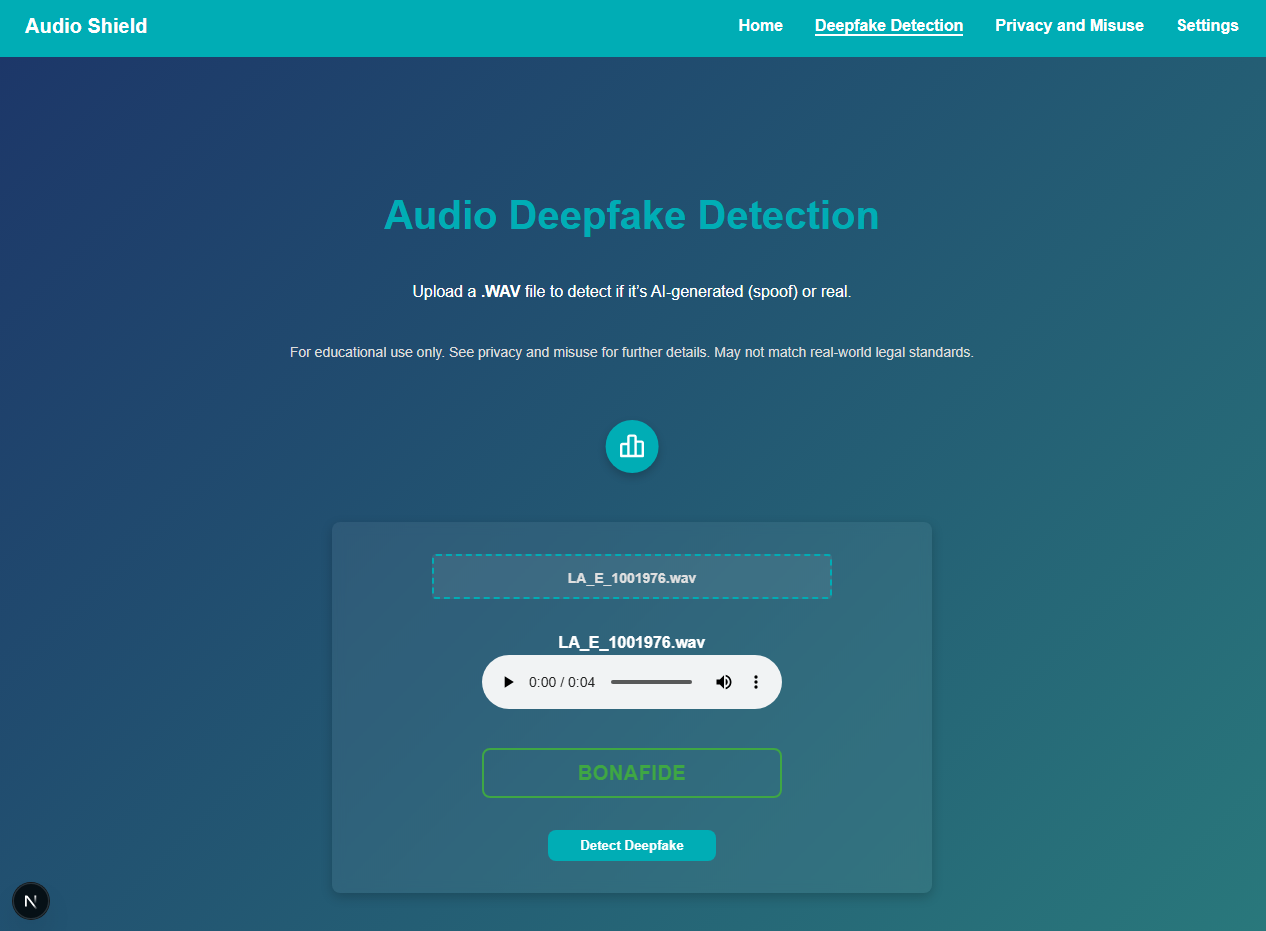 Audio Shield
Home Deepfake Detection Privacy and Misuse Settings
Audio Deepfake Detection
Upload a .WAV file to detect if it’s AI-generated (spoof) or real.
For educational use only. See privacy and misuse for further details. May not match real-world legal standards.
LA_E_1001976.wav
LA_E_1001976.wav
0:00 / 0:04
BONAFIDE
Detect Deepfake
N